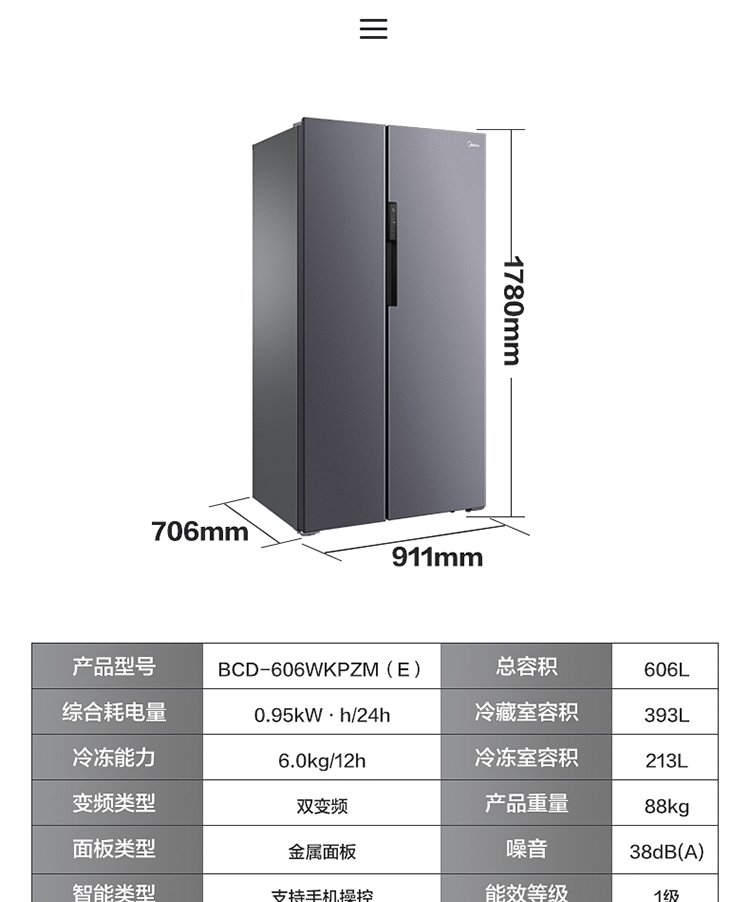 Midea
1780mm
706mm
911mm
产品型号 BCD-606WKPZM（E） 总容积 606L
综合耗电量 0.95kW·h/24h 冷藏室容积 393L
冷冻能力 6.0kg/12h 冷冻室容积 213L
变频类型 双变频 产品重量 88kg
面板类型 金属面板 噪音 38dB(A)
智能类型 支持手机操控 能效等级 1级